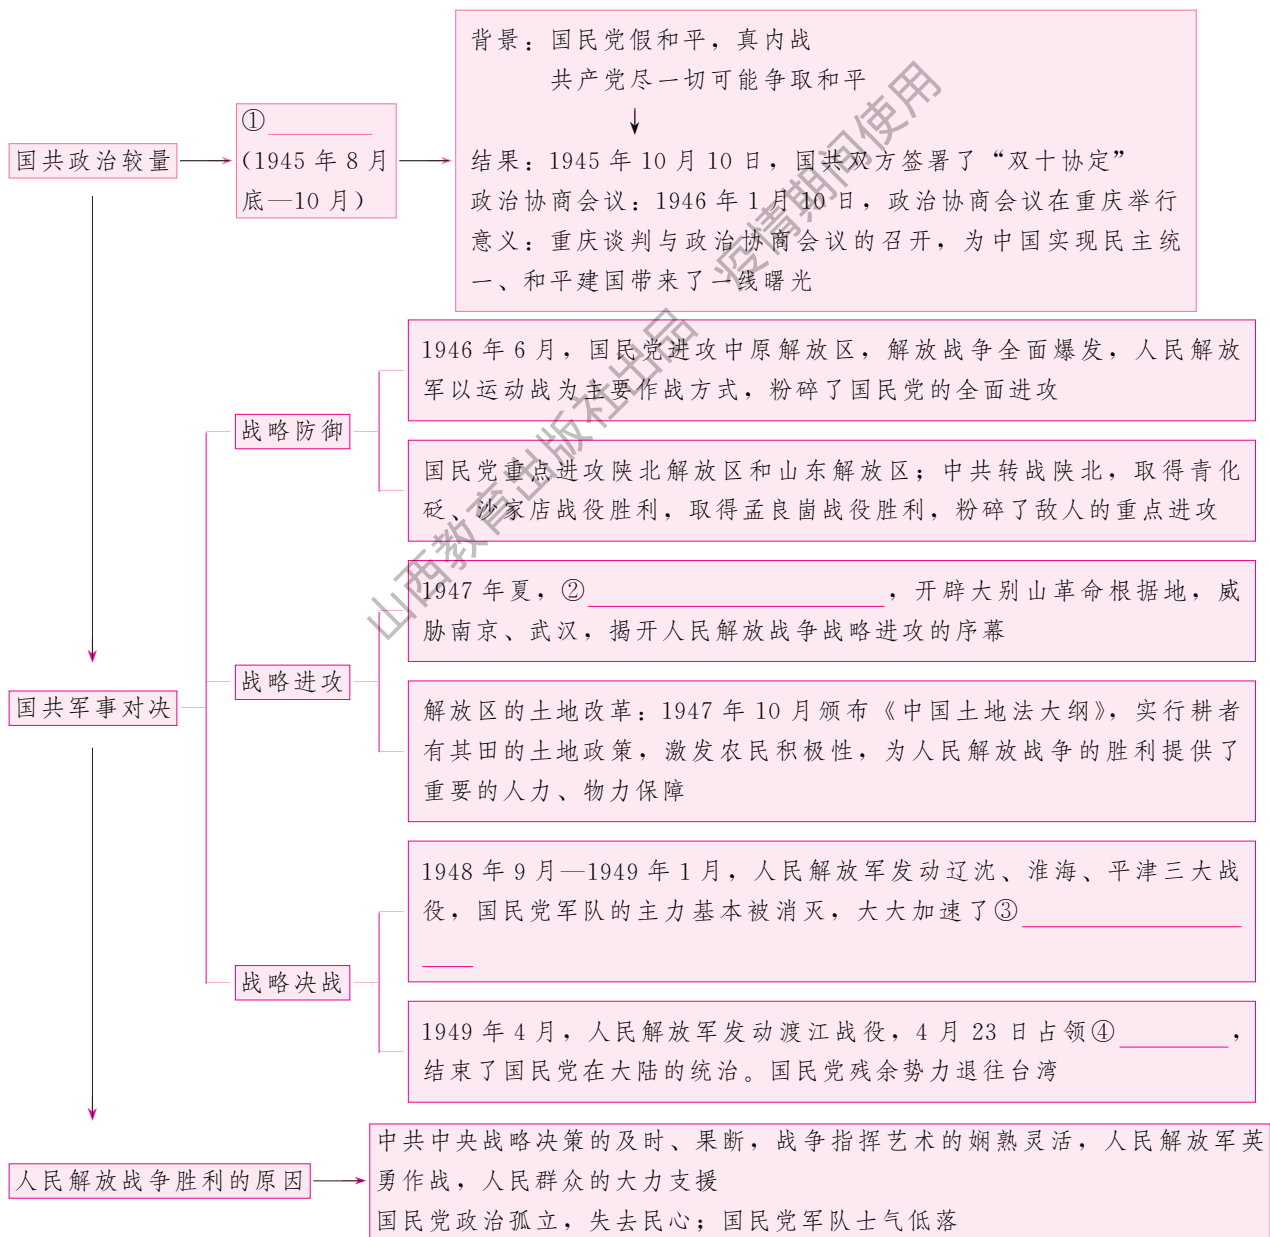 背景：国民党假和平，真内战
共产党尽一切可能争取和平
①
国共政治较量
(1945 年 8 月
底—10 月)
结果：1945 年 10 月 10 日，国共双方签署了“双十协定”
政治协商会议：1946 年 1 月 10 日，政治协商会议在重庆举行
意义：重庆谈判与政治协商会议的召开，为中国实现民主统
一、和平建国带来了一线曙光
1946 年 6 月，国民党进攻中原解放区，解放战争全面爆发，人民解放
军以运动战为主要作战方式，粉碎了国民党的全面进攻
战略防御
国民党重点进攻陕北解放区和山东解放区；中共转战陕北，取得青化
砭、沙家店战役胜利，取得孟良崮战役胜利，粉碎了敌人的重点进攻
1947 年夏，②，开辟大别山革命根据地，威
胁南京、武汉，揭开人民解放战争战略进攻的序幕
战略进攻
国共军事对决
解放区的土地改革：1947 年 10 月颁布《中国土地法大纲》，实行耕者
有其田的土地政策，激发农民积极性，为人民解放战争的胜利提供了
重要的人力、物力保障
1948 年 9 月—1949 年 1 月，人民解放军发动辽沈、淮海、平津三大战
役，国民党军队的主力基本被消灭，大大加速了③
战略决战
1949 年 4 月，人民解放军发动渡江战役，4 月 23 日占领④，
结束了国民党在大陆的统治。国民党残余势力退往台湾
人民解放战争胜利的原因
中共中央战略决策的及时、果断，战争指挥艺术的娴熟灵活，人民解放军英
勇作战，人民群众的大力支援
国民党政治孤立，失去民心；国民党军队士气低落
山西教育出版社出品 疫情期间使用